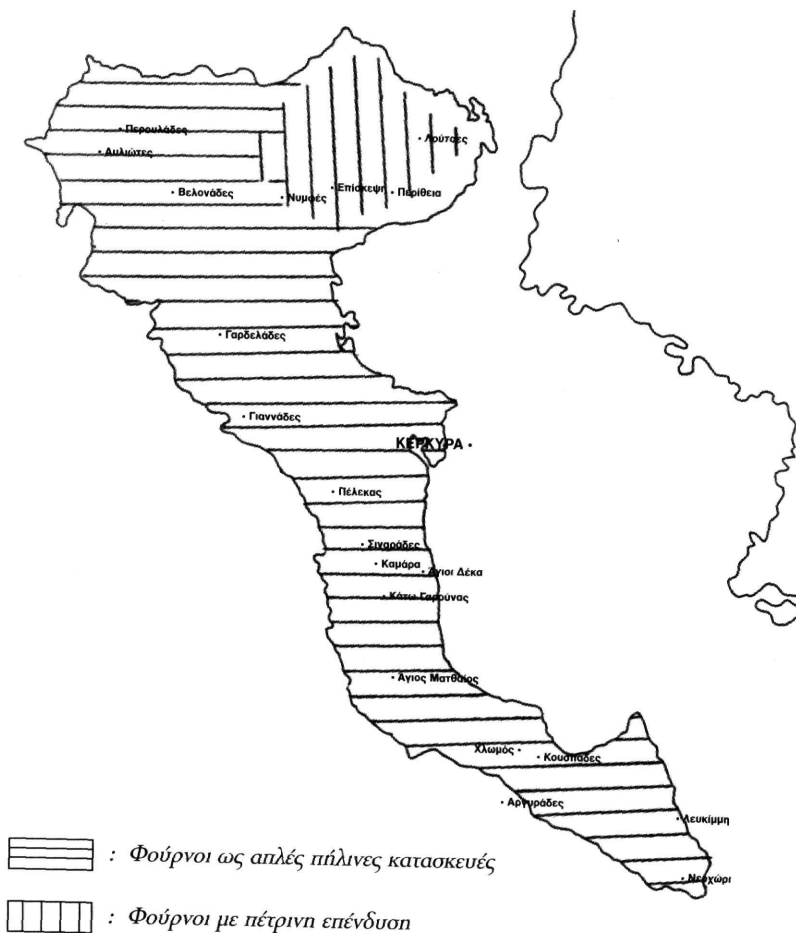 Περουλάδες
Λούτσες
Αυλιώτες
Βελονάδες
Νυμφές
Επίσκεψη
Περίθεια
Γαρδελάδες
Γιαννάδες
ΚΕΡΚΥΡΑ
Πέλεκας
Σιναράδες
Καμάρα
Άγιοι Δέκα
Κάτω Γαρούνας
Άγιος Ματθαίος
Χλωμός
Κουσπάδες
Αργυράδες
Λευκίμμη
Νεοχώρι
: Φούρνοι ως απλές πήλινες κατασκευές
: Φούρνοι με πέτρινη επένδυση